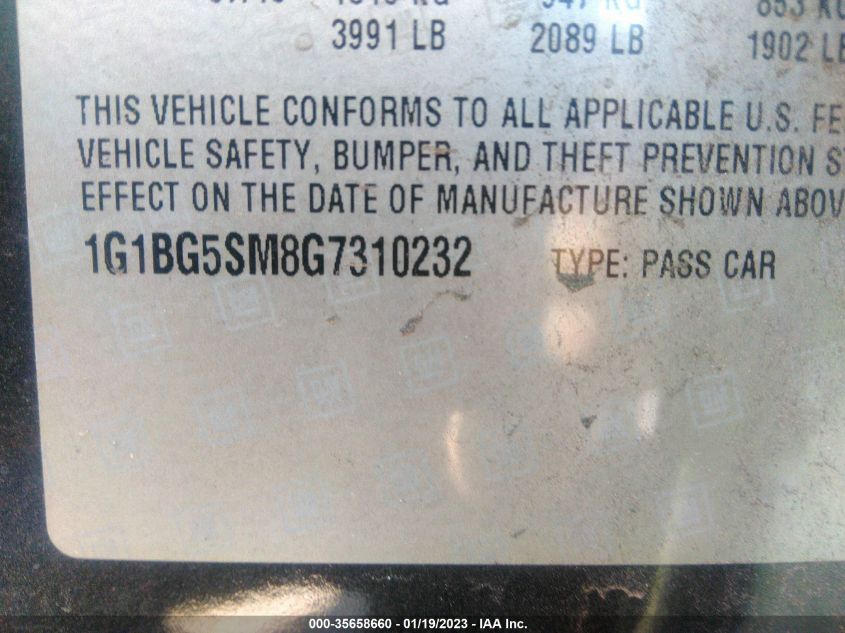 3991 LB 2089 LB 1902 LB
THIS VEHICLE CONFORMS TO ALL APPLICABLE U.S. FE
VEHICLE SAFETY, BUMPER, AND THEFT PREVENTION S
EFFECT ON THE DATE OF MANUFACTURE SHOWN ABOV
1G1BG5SM8G7310232 TYPE: PASS CAR
000-35658660 - 01/19/2023 - IAA Inc.